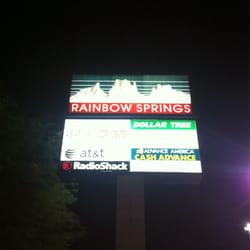 RAINBOW SPRINGS
DOLLAR TREE
at&t
ADVANCE AMERICA
CASH ADVANCE
RadioShack